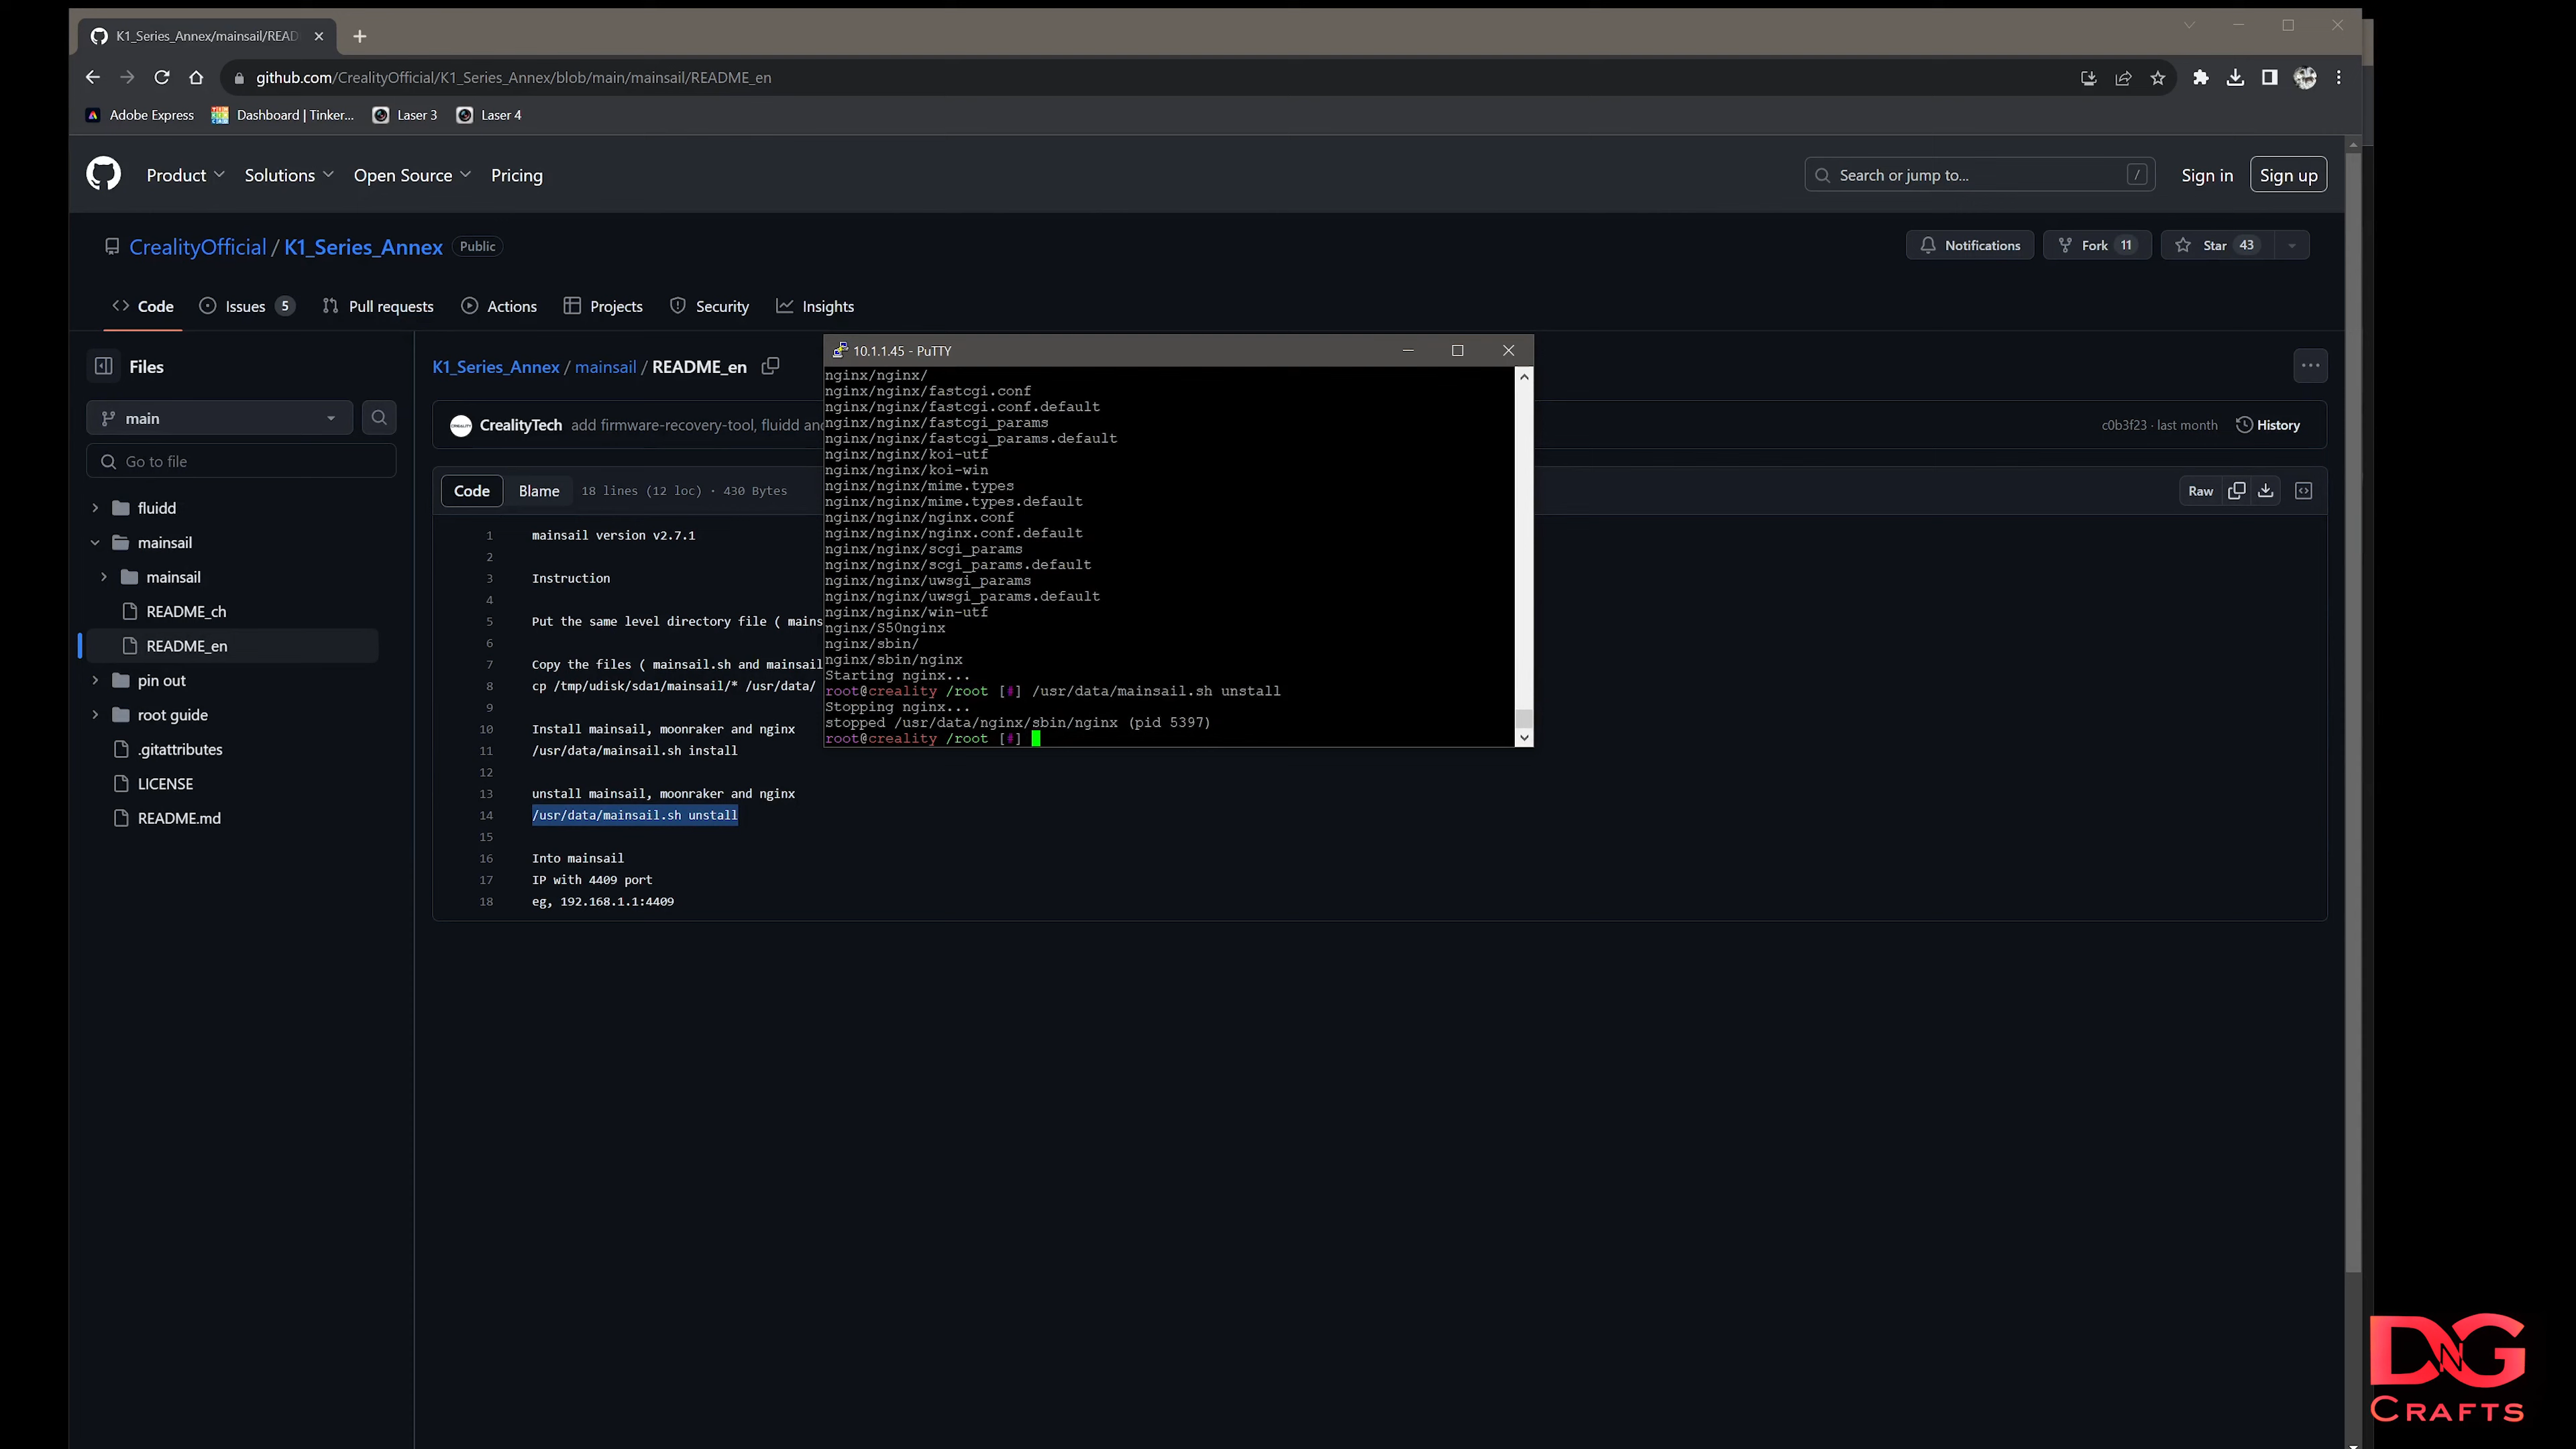 K1_Series_Annex/mainsail/READ
github.com/CrealityOfficial/K1_Series_Annex/blob/main/mainsail/README_en
Adobe Express
Dashboard | Tinker...
Laser 3
Laser 4
Product
Solutions
Open Source
Pricing
Search or jump to...
/
Sign in
Sign up
CrealityOfficial / K1_Series_Annex
Public
Notifications
Fork 11
Star 43
Code
Issues 5
Pull requests
Actions
Projects
Security
Insights
Files
main
Go to file
fluidd
mainsail
mainsail
README_ch
README_en
pin out
root guide
.gitattributes
LICENSE
README.md
K1_Series_Annex / mainsail / README_en
CrealityTech add firmware-recovery-tool, fluidd and
c0b3f23 · last month
History
Code
Blame
18 lines (12 loc) · 430 Bytes
Raw
1 mainsail version v2.7.1
2
3 Instruction
4
5 Put the same level directory file ( mains
6
7 Copy the files ( mainsail.sh and mainsail
8 cp /tmp/udisk/sda1/mainsail/* /usr/data/
9
10 Install mainsail, moonraker and nginx
11 /usr/data/mainsail.sh install
12
13 unstall mainsail, moonraker and nginx
14 /usr/data/mainsail.sh unstall
15
16 Into mainsail
17 IP with 4409 port
18 eg, 192.168.1.1:4409
10.1.1.45 - PuTTY
nginx/nginx/
nginx/nginx/fastcgi.conf
nginx/nginx/fastcgi.conf.default
nginx/nginx/fastcgi_params
nginx/nginx/fastcgi_params.default
nginx/nginx/koi-utf
nginx/nginx/koi-win
nginx/nginx/mime.types
nginx/nginx/mime.types.default
nginx/nginx/nginx.conf
nginx/nginx/nginx.conf.default
nginx/nginx/scgi_params
nginx/nginx/scgi_params.default
nginx/nginx/uwsgi_params
nginx/nginx/uwsgi_params.default
nginx/nginx/win-utf
nginx/S50nginx
nginx/sbin/
nginx/sbin/nginx
Starting nginx...
root@creality /root [#] /usr/data/mainsail.sh unstall
Stopping nginx...
stopped /usr/data/nginx/sbin/nginx (pid 5397)
root@creality /root [#]
DNG
CRAFTS